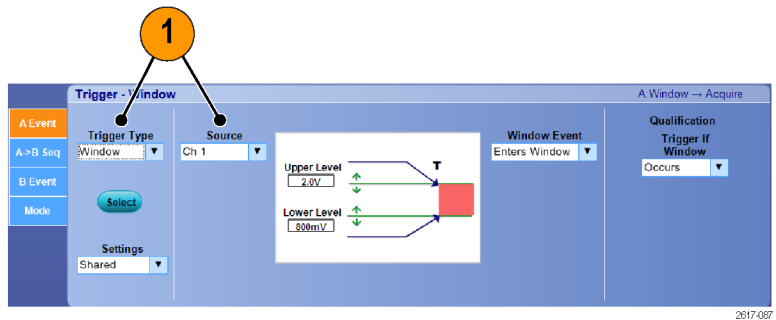 1
Trigger - Window
A:Window → Acquire
A Event
A->B Seq
B Event
Mode
Trigger Type
Window
Select
Settings
Shared
Source
Ch 1
Upper Level
2.0V
Lower Level
800mV
T
Window Event
Enters Window
Qualification
Trigger If
Window
Occurs
2617-087